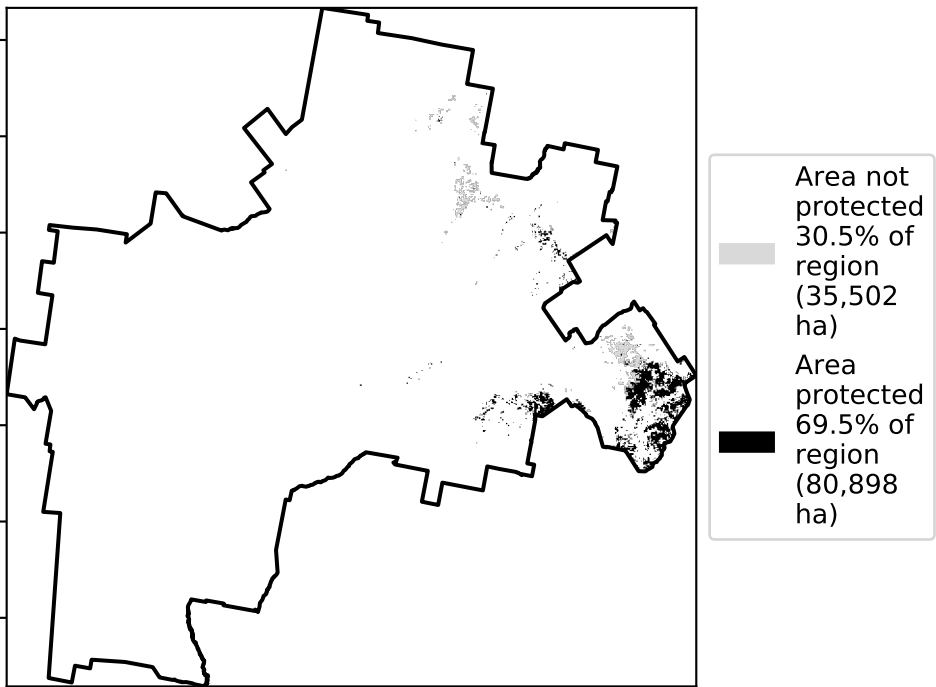 Area not
protected
30.5% of
region
(35,502
ha)
Area
protected
69.5% of
region
(80,898
ha)